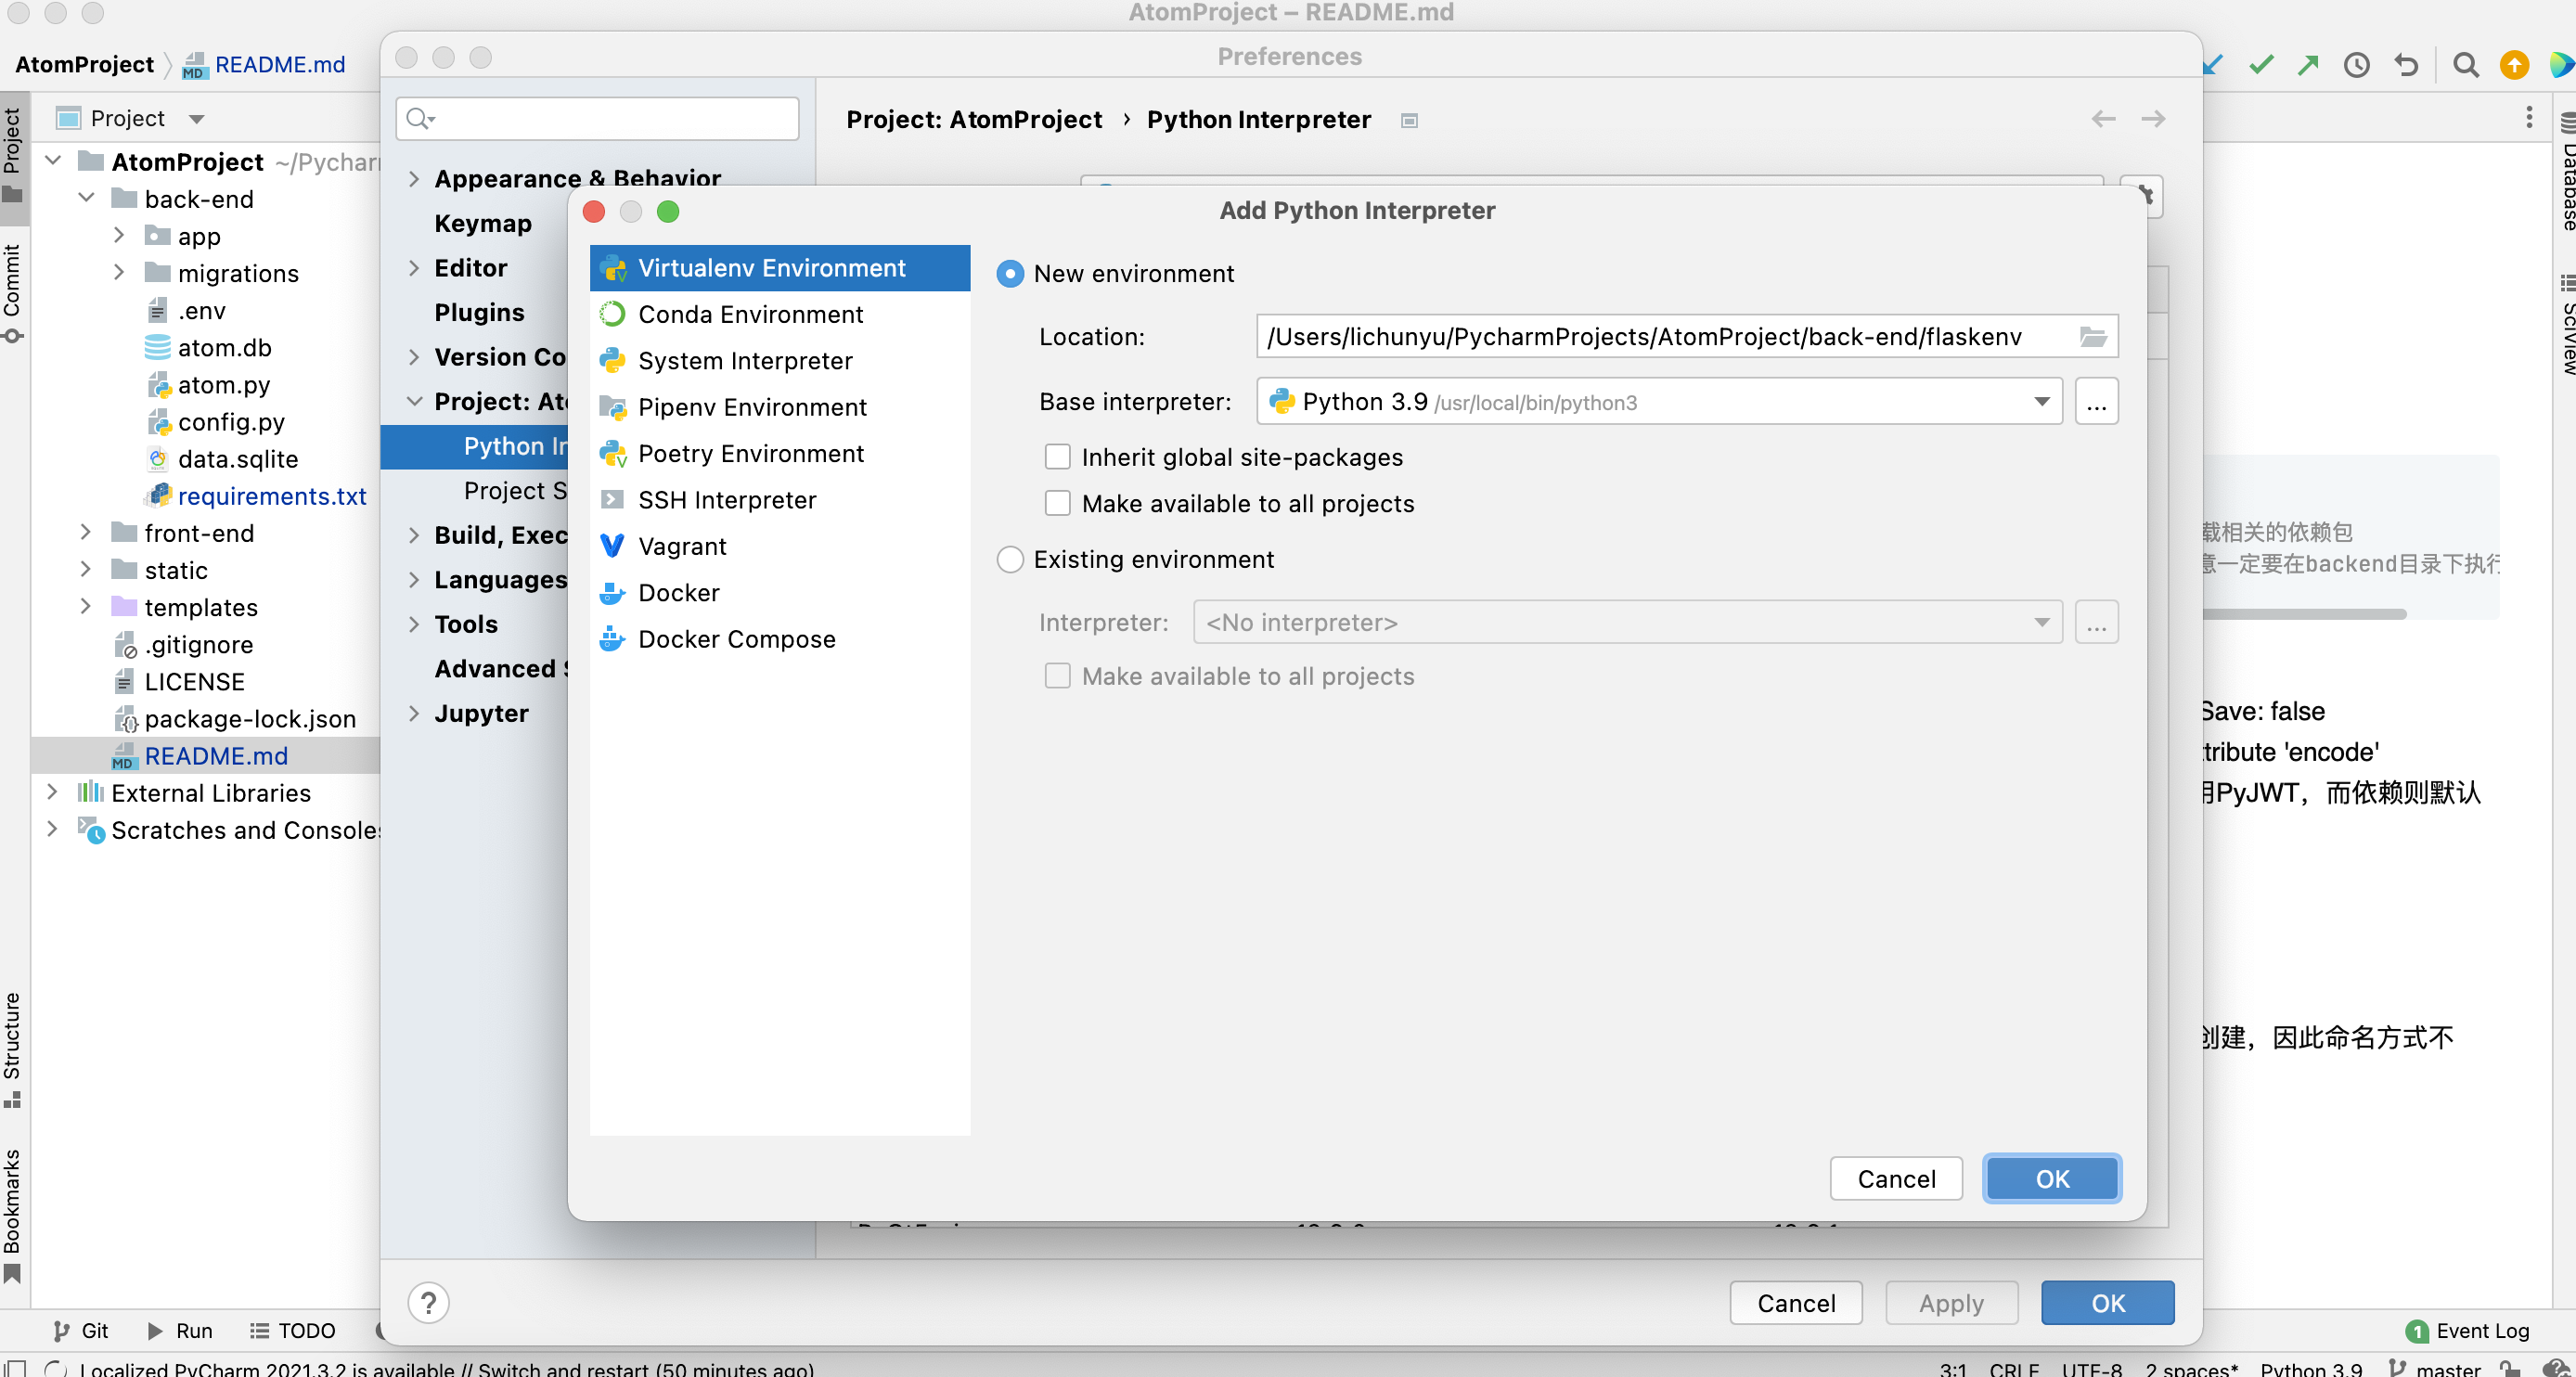 AtomProject – README.md
AtomProject
README.md
Preferences
Project
Project: AtomProject › Python Interpreter
AtomProject ~/Pychar
back-end
app
migrations
.env
atom.db
atom.py
config.py
data.sqlite
requirements.txt
front-end
static
templates
.gitignore
LICENSE
package-lock.json
README.md
External Libraries
Scratches and Consoles
Project
Commit
Structure
Bookmarks
Appearance & Behavior
Keymap
Editor
Plugins
Version Co
Project: At
Python In
Project S
Build, Exec
Languages
Tools
Advanced S
Jupyter
Add Python Interpreter
Virtualenv Environment
Conda Environment
System Interpreter
Pipenv Environment
Poetry Environment
SSH Interpreter
Vagrant
Docker
Docker Compose
New environment
Location: /Users/lichunyu/PycharmProjects/AtomProject/back-end/flaskenv
Base interpreter: Python 3.9 /usr/local/bin/python3 ...
Inherit global site-packages
Make available to all projects
Existing environment
Interpreter: <No interpreter> ...
Make available to all projects
Cancel OK
? Cancel Apply OK
Database
SciView
载相关的依赖包
意一定要在backend目录下执行
Save: false
tribute 'encode'
用PyJWT，而依赖则默认
创建，因此命名方式不
Git Run TODO
1 Event Log
Localized PyCharm 2021.3.2 is available // Switch and restart (50 minutes ago)
3:1 CRLF UTF-8 2 spaces* Python 3.9 master